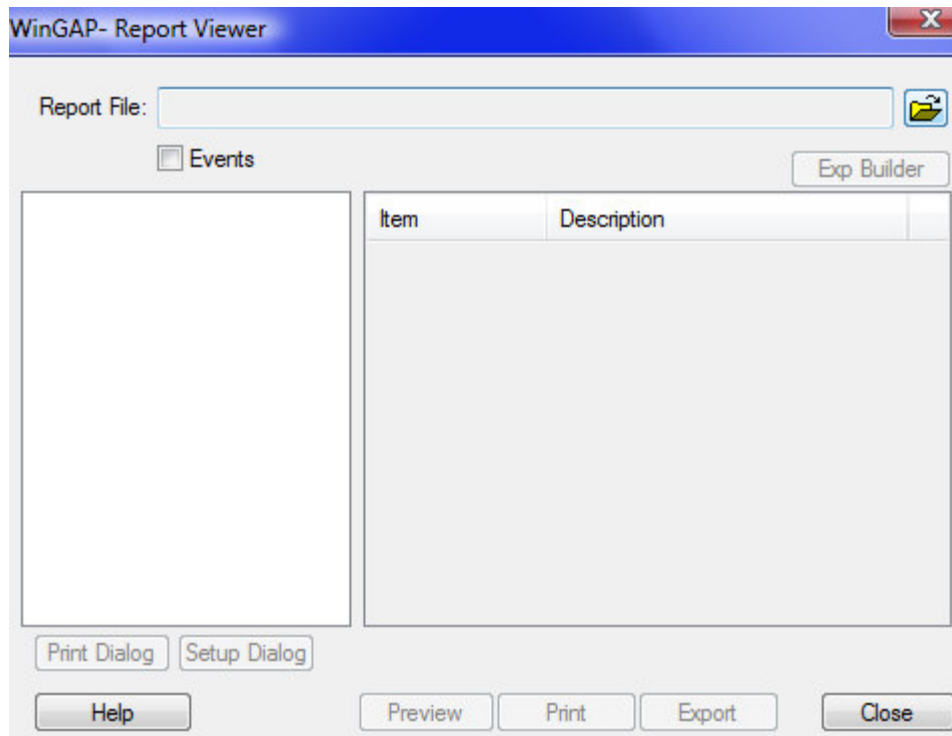 WinGAP- Report Viewer
Report File:
Events
Exp Builder
Item Description
Print Dialog Setup Dialog
Help Preview Print Export Close